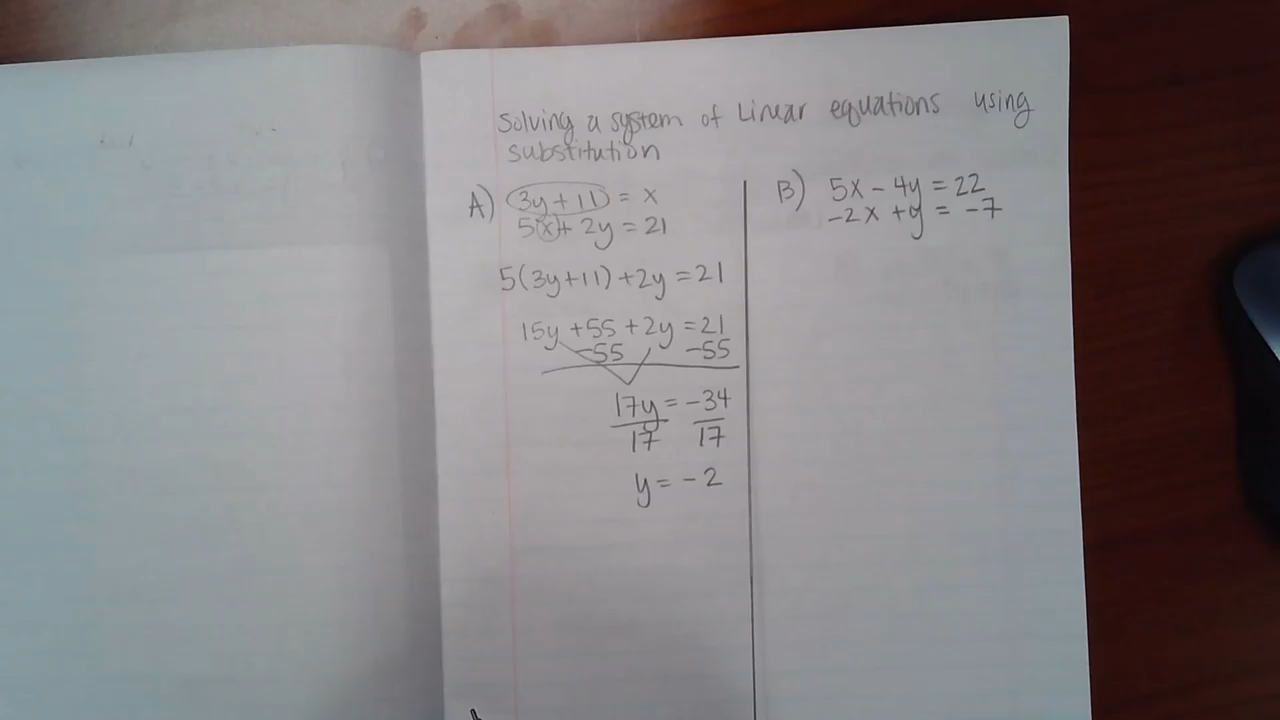 Solving a system of Linear equations using
substitution
A) 3y + 11 = x
5(x) + 2y = 21
5(3y+11) + 2y = 21
15y + 55 + 2y = 21
-55 -55
17y = -34
17 17
y = -2
B) 5x - 4y = 22
-2x + y = -7